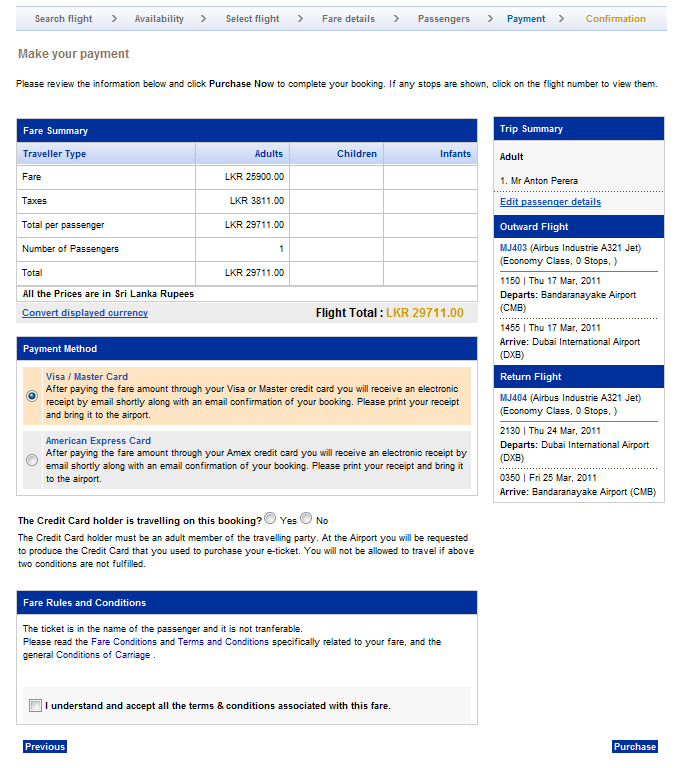 Search flight > Availability > Select flight > Fare details > Passengers > Payment > Confirmation
Make your payment
Please review the information below and click Purchase Now to complete your booking. If any stops are shown, click on the flight number to view them.
Fare Summary
Traveller Type Adults Children Infants
Fare LKR 25900.00
Taxes LKR 3811.00
Total per passenger LKR 29711.00
Number of Passengers 1
Total LKR 29711.00
All the Prices are in Sri Lanka Rupees
Convert displayed currency Flight Total : LKR 29711.00
Payment Method
Visa / Master Card
After paying the fare amount through your Visa or Master credit card you will receive an electronic
receipt by email shortly along with an email confirmation of your booking. Please print your receipt
and bring it to the airport.
American Express Card
After paying the fare amount through your Amex credit card you will receive an electronic receipt by
email shortly along with an email confirmation of your booking. Please print your receipt and bring it
to the airport.
The Credit Card holder is travelling on this booking? Yes No
The Credit Card holder must be an adult member of the travelling party. At the Airport you will be requested
to produce the Credit Card that you used to purchase your e-ticket. You will not be allowed to travel if above
two conditions are not fulfilled.
Fare Rules and Conditions
The ticket is in the name of the passenger and it is not tranferable.
Please read the Fare Conditions and Terms and Conditions specifically related to your fare, and the
general Conditions of Carriage .
I understand and accept all the terms & conditions associated with this fare.
Previous
Purchase
Trip Summary
Adult
1. Mr Anton Perera
Edit passenger details
Outward Flight
MJ403 (Airbus Industrie A321 Jet)
(Economy Class, 0 Stops, )
1150 | Thu 17 Mar, 2011
Departs: Bandaranayake Airport
(CMB)
1455 | Thu 17 Mar, 2011
Arrive: Dubai International Airport
(DXB)
Return Flight
MJ404 (Airbus Industrie A321 Jet)
(Economy Class, 0 Stops, )
2130 | Thu 24 Mar, 2011
Departs: Dubai International Airport
(DXB)
0350 | Fri 25 Mar, 2011
Arrive: Bandaranayake Airport (CMB)